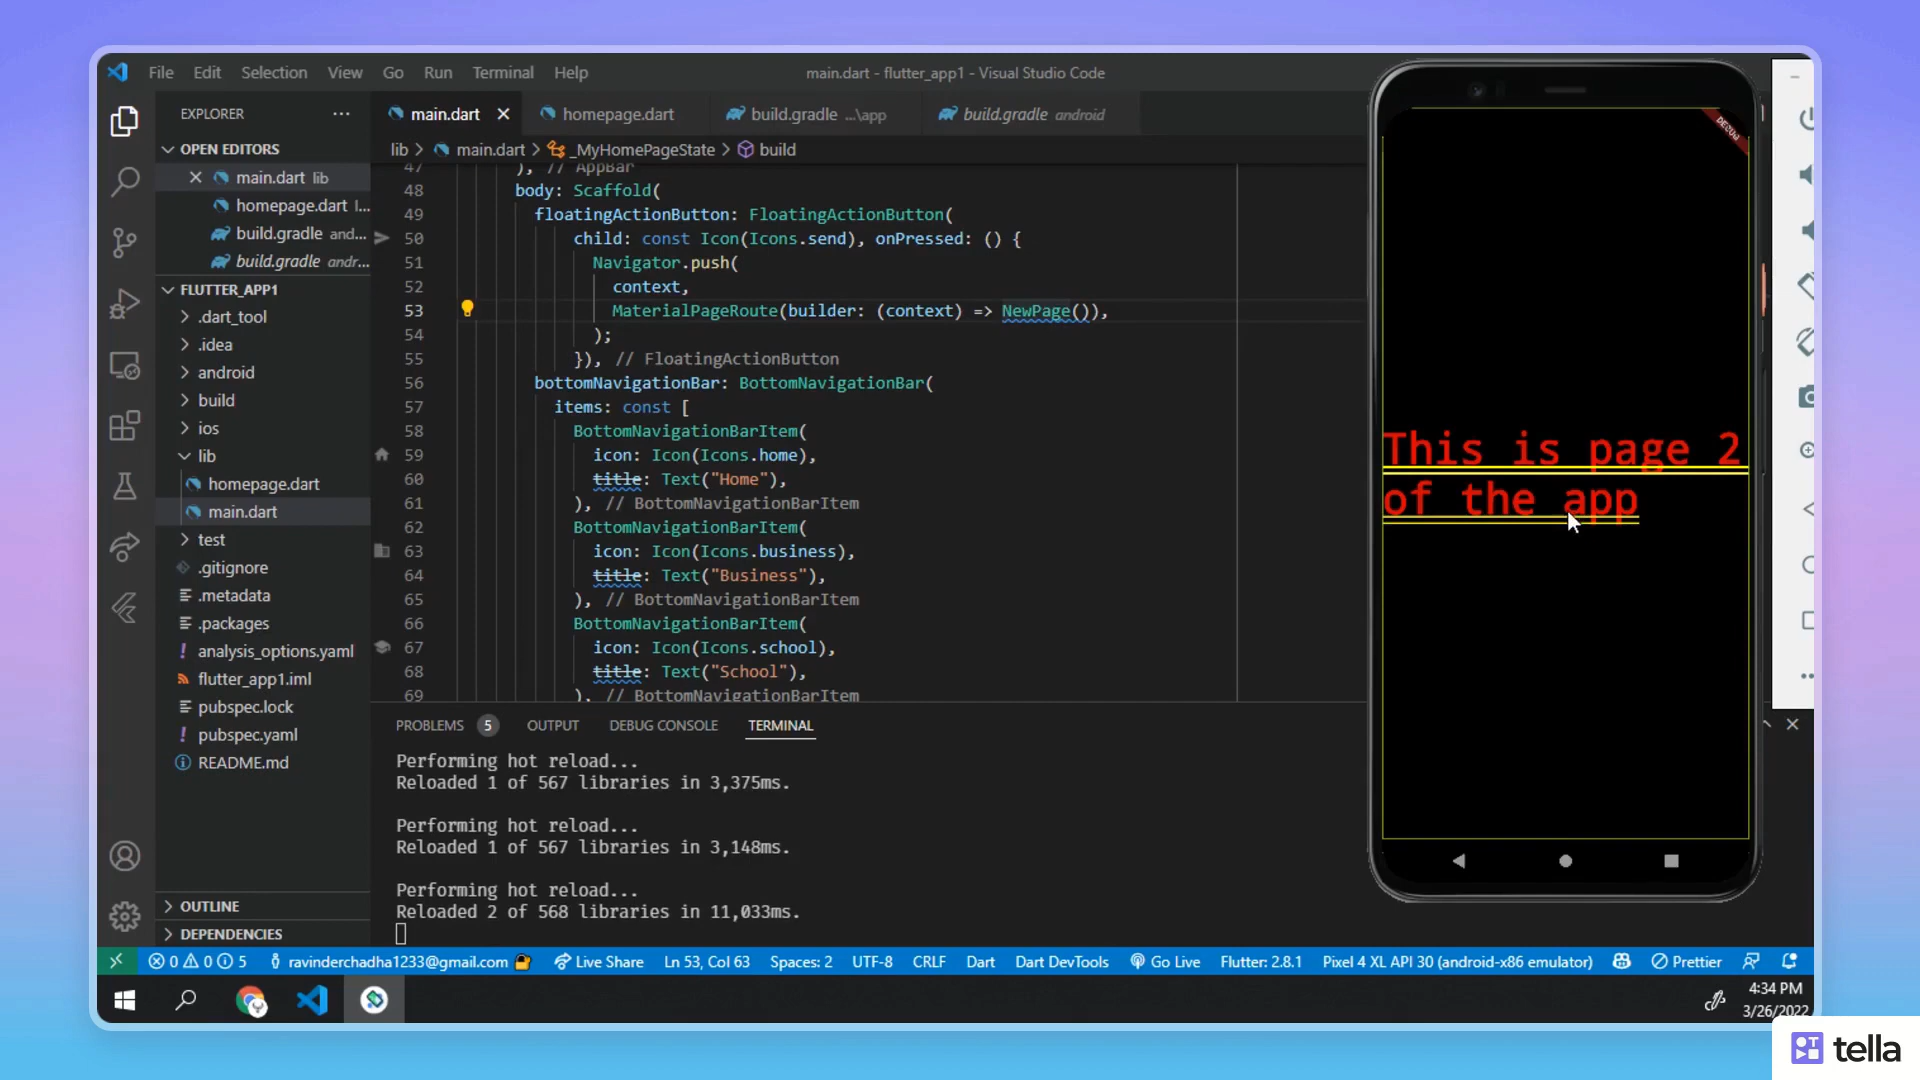 File Edit Selection View Go Run Terminal Help
main.dart - flutter_app1 - Visual Studio Code
EXPLORER
OPEN EDITORS
main.dart lib
homepage.dart l...
build.gradle and...
build.gradle andr...
FLUTTER_APP1
.dart_tool
.idea
android
build
ios
lib
homepage.dart
main.dart
test
.gitignore
.metadata
.packages
analysis_options.yaml
flutter_app1.iml
pubspec.lock
pubspec.yaml
README.md
OUTLINE
DEPENDENCIES
main.dart homepage.dart build.gradle ...\app build.gradle android
lib > main.dart > _MyHomePageState > build
47 ), // AppBar
48 body: Scaffold(
49 floatingActionButton: FloatingActionButton(
50 child: const Icon(Icons.send), onPressed: () {
51 Navigator.push(
52 context,
53 MaterialPageRoute(builder: (context) => NewPage()),
54 );
55 }), // FloatingActionButton
56 bottomNavigationBar: BottomNavigationBar(
57 items: const [
58 BottomNavigationBarItem(
59 icon: Icon(Icons.home),
60 title: Text("Home"),
61 ), // BottomNavigationBarItem
62 BottomNavigationBarItem(
63 icon: Icon(Icons.business),
64 title: Text("Business"),
65 ), // BottomNavigationBarItem
66 BottomNavigationBarItem(
67 icon: Icon(Icons.school),
68 title: Text("School"),
69 ), // BottomNavigationBarItem
PROBLEMS 5 OUTPUT DEBUG CONSOLE TERMINAL
Performing hot reload...
Reloaded 1 of 567 libraries in 3,375ms.
Performing hot reload...
Reloaded 1 of 567 libraries in 3,148ms.
Performing hot reload...
Reloaded 2 of 568 libraries in 11,033ms.
DEBUG
This is page 2
of the app
0 0 5 ravinderchadha1233@gmail.com Live Share Ln 53, Col 63 Spaces: 2 UTF-8 CRLF Dart Dart DevTools Go Live Flutter: 2.8.1 Pixel 4 XL API 30 (android-x86 emulator) Prettier
4:34 PM
3/26/2022
tella